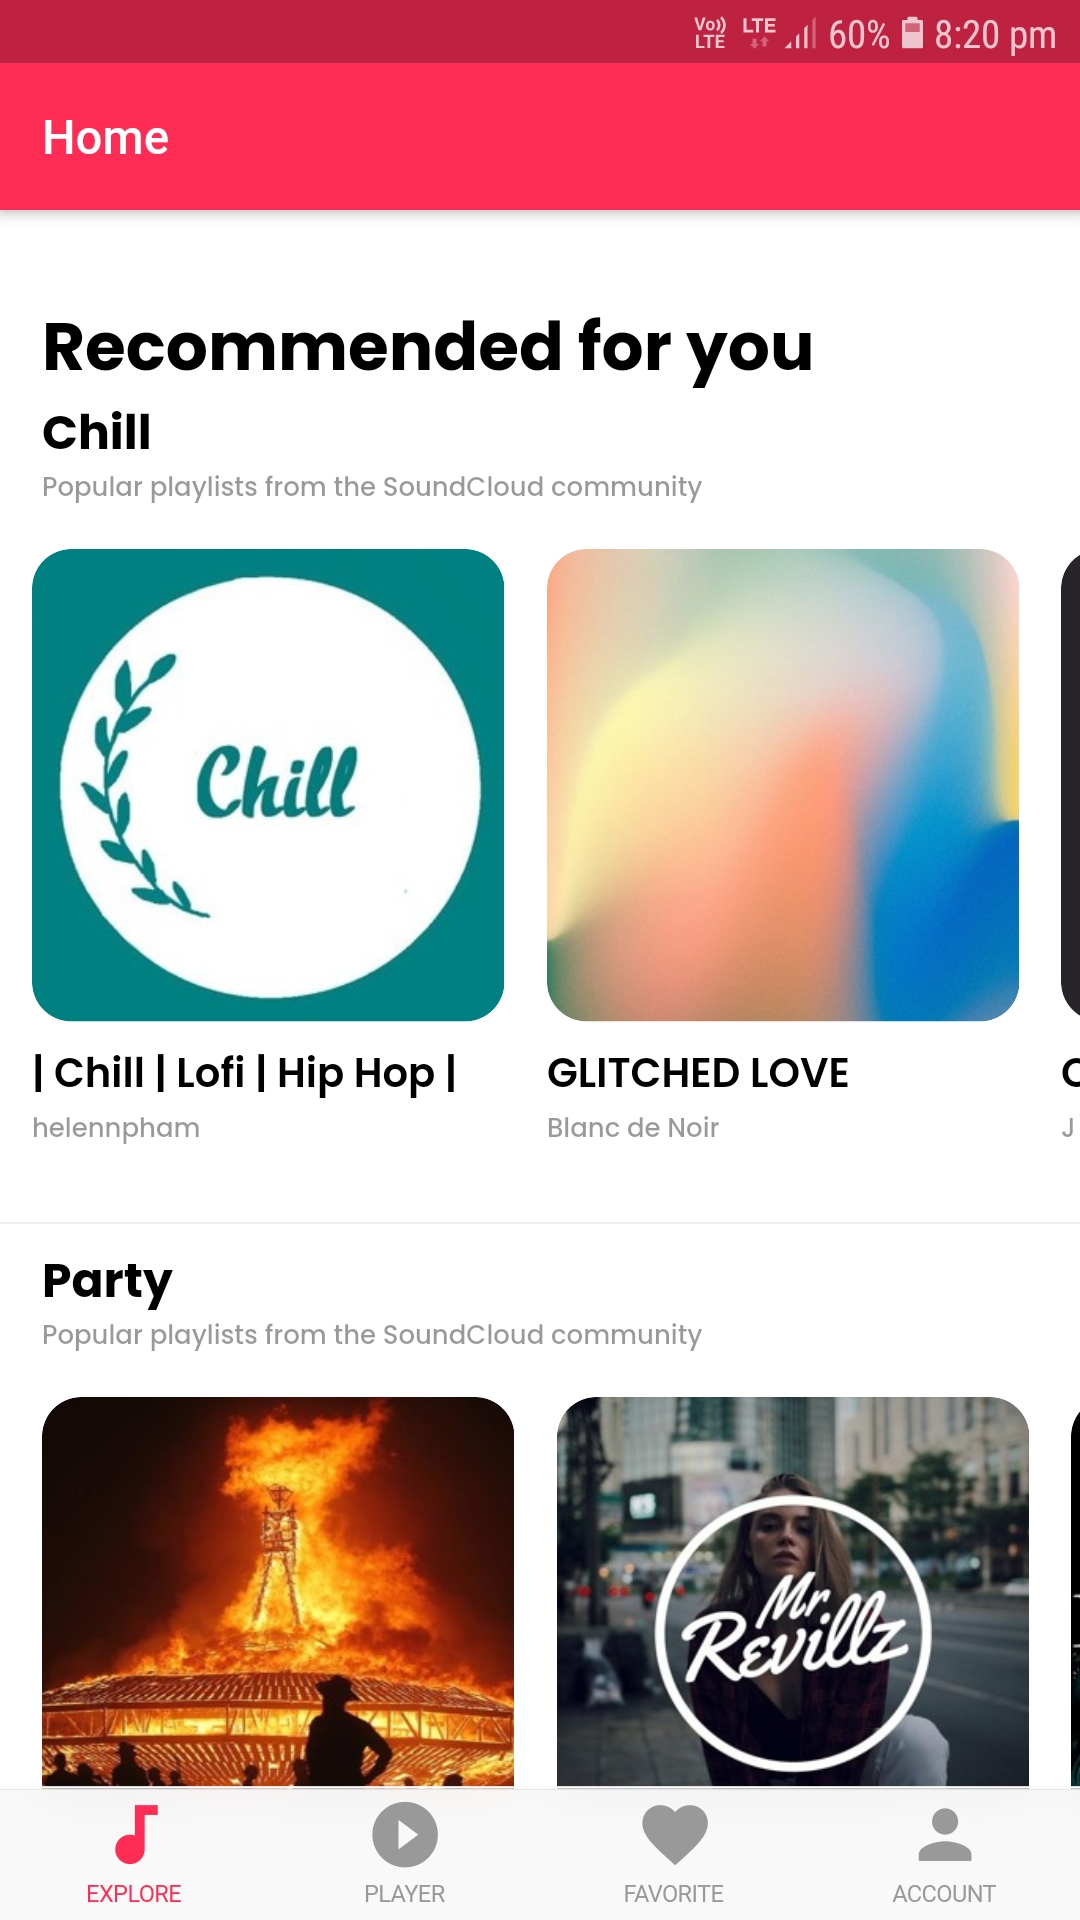 Vo)) LTE LTE 60% 8:20 pm
Home
Recommended for you
Chill
Popular playlists from the SoundCloud community
Chill
| Chill | Lofi | Hip Hop |
GLITCHED LOVE
helennpham
Blanc de Noir
J
Party
Popular playlists from the SoundCloud community
Mr
Revillz
EXPLORE
PLAYER
FAVORITE
ACCOUNT